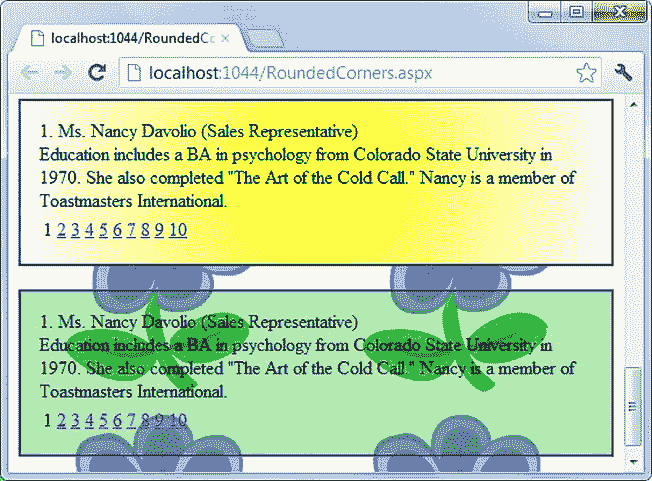 localhost:1044/RoundedCo
localhost:1044/RoundedCorners.aspx
1. Ms. Nancy Davolio (Sales Representative)
Education includes a BA in psychology from Colorado State University in
1970. She also completed "The Art of the Cold Call." Nancy is a member of
Toastmasters International.
1 2 3 4 5 6 7 8 9 10
1. Ms. Nancy Davolio (Sales Representative)
Education includes a BA in psychology from Colorado State University in
1970. She also completed "The Art of the Cold Call." Nancy is a member of
Toastmasters International.
1 2 3 4 5 6 7 8 9 10